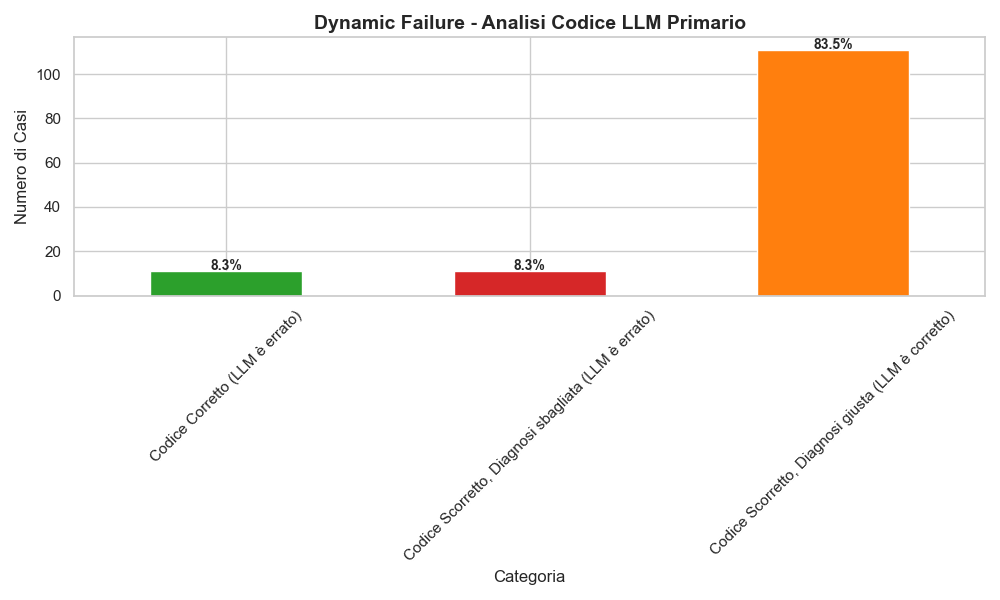 Dynamic Failure - Analisi Codice LLM Primario
Numero di Casi
100
80
60
40
20
0
8.3%
8.3%
83.5%
Codice Corretto (LLM è errato)
Codice Scorretto, Diagnosi sbagliata (LLM è errato)
Codice Scorretto, Diagnosi giusta (LLM è corretto)
Categoria